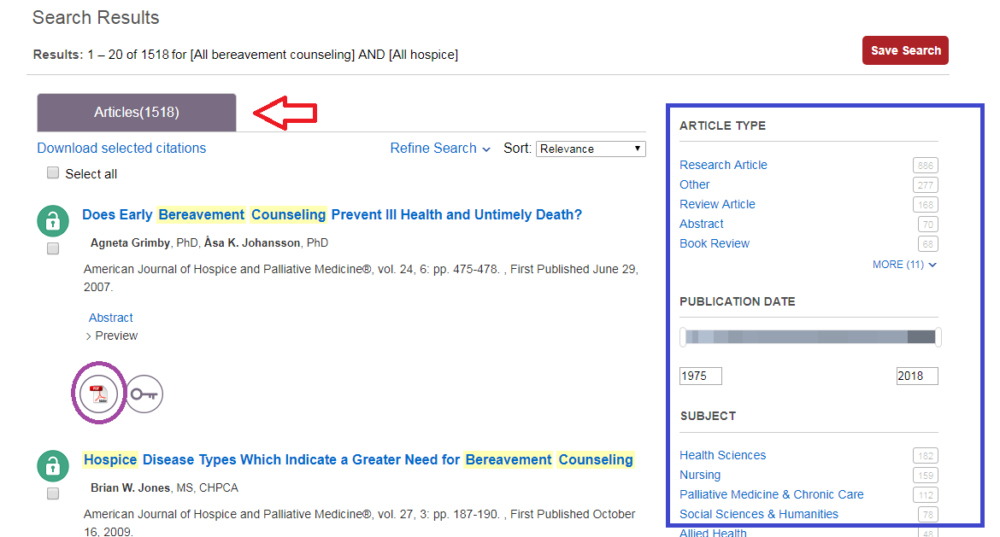 Search Results
Results: 1 – 20 of 1518 for [All bereavement counseling] AND [All hospice]
Save Search
Articles(1518)
Download selected citations
Refine Search
Sort: Relevance
Select all
Does Early Bereavement Counseling Prevent Ill Health and Untimely Death?
Agneta Grimby, PhD, Àsa K. Johansson, PhD
American Journal of Hospice and Palliative Medicine®, vol. 24, 6: pp. 475-478. , First Published June 29,
2007.
Abstract
> Preview
PDF
Hospice Disease Types Which Indicate a Greater Need for Bereavement Counseling
Brian W. Jones, MS, CHPCA
American Journal of Hospice and Palliative Medicine®, vol. 27, 3: pp. 187-190. , First Published October
16, 2009.
ARTICLE TYPE
Research Article 886
Other 277
Review Article 168
Abstract 70
Book Review 68
MORE (11)
PUBLICATION DATE
1975 2018
SUBJECT
Health Sciences 182
Nursing 159
Palliative Medicine & Chronic Care 112
Social Sciences & Humanities 78
Allied Health 48